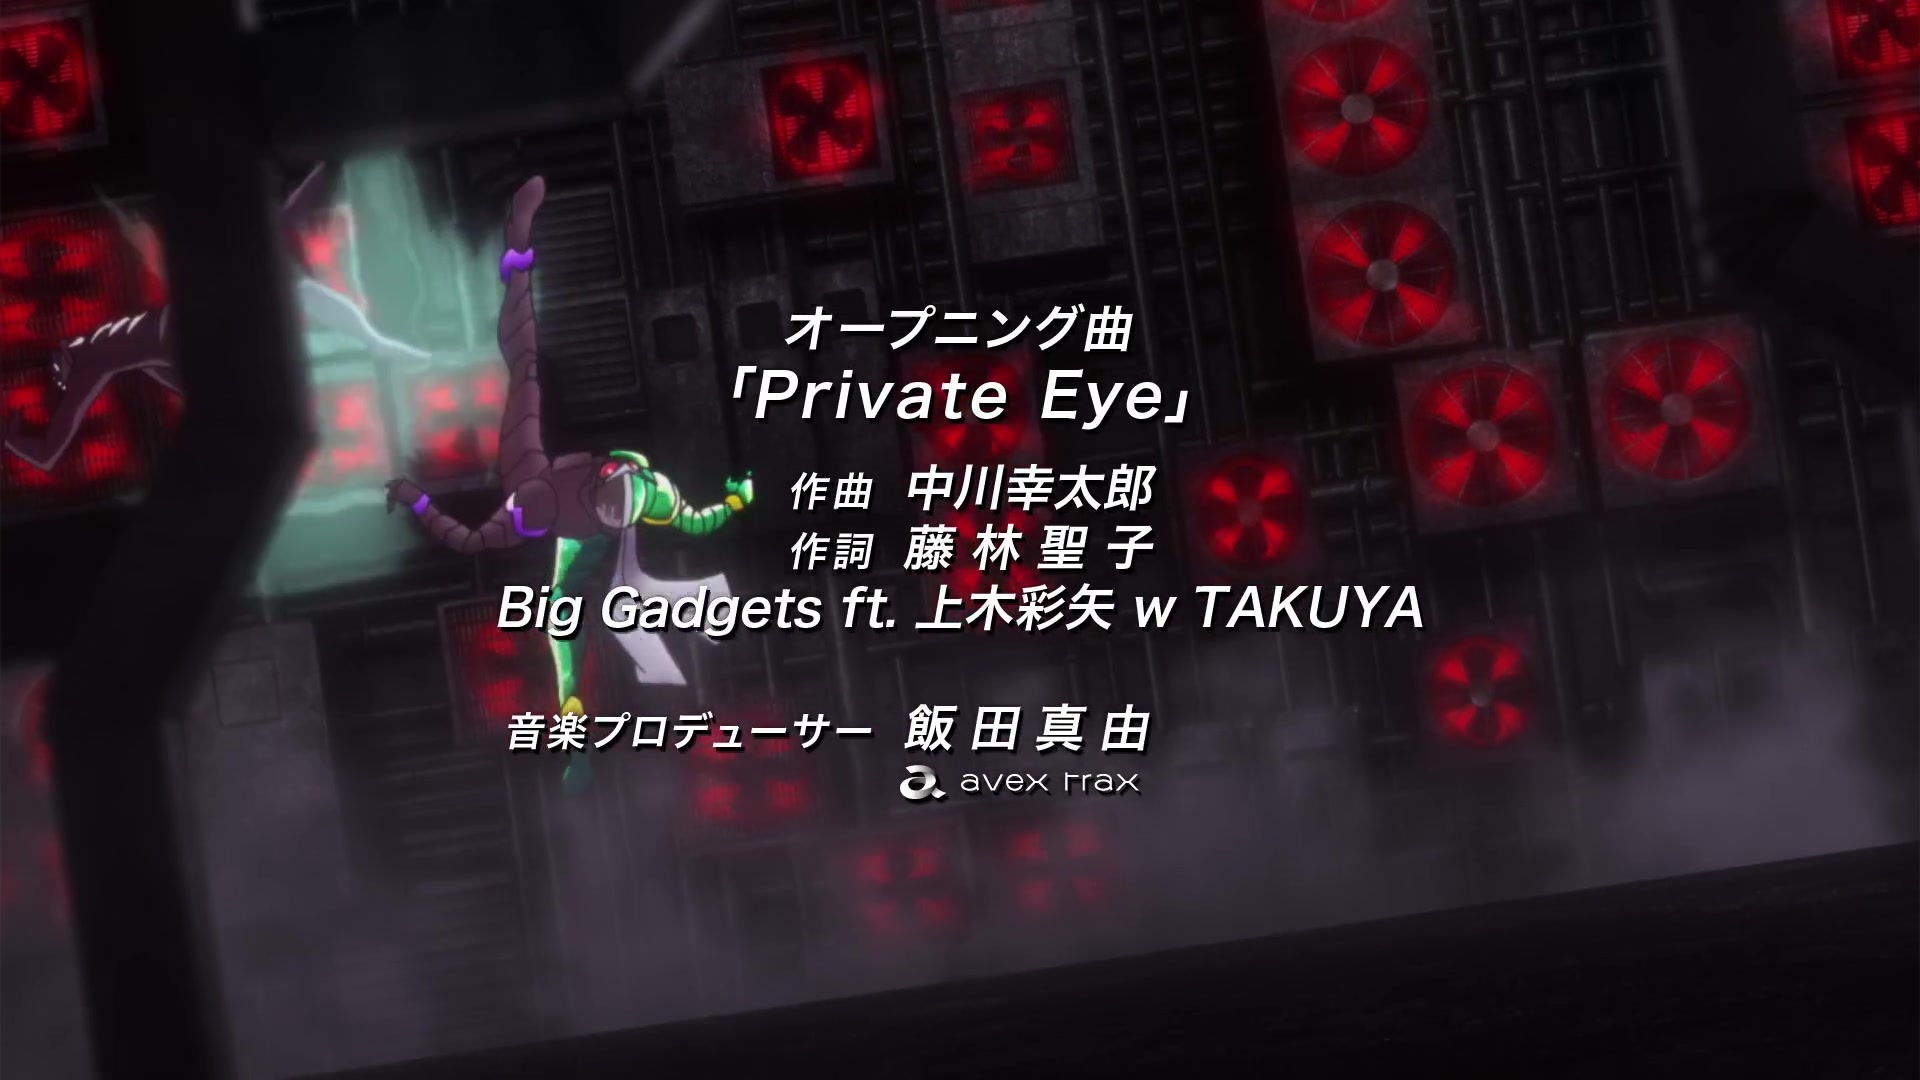 オープニング曲
「Private Eye」
作曲 中川幸太郎
作詞 藤林聖子
Big Gadgets ft. 上木彩矢 w TAKUYA
音楽プロデューサー 飯田真由
avex trax